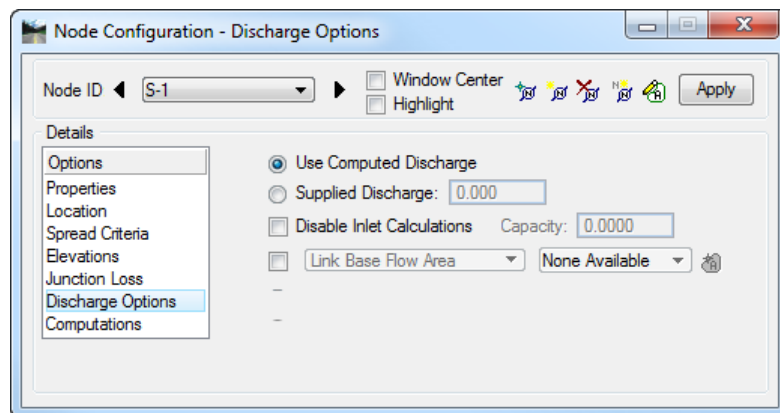 Node Configuration - Discharge Options
Node ID S-1 Window Center Apply
Highlight
Details
Options
Properties
Location
Spread Criteria
Elevations
Junction Loss
Discharge Options
Computations
Use Computed Discharge
Supplied Discharge: 0.000
Disable Inlet Calculations Capacity: 0.0000
Link Base Flow Area None Available
–
–